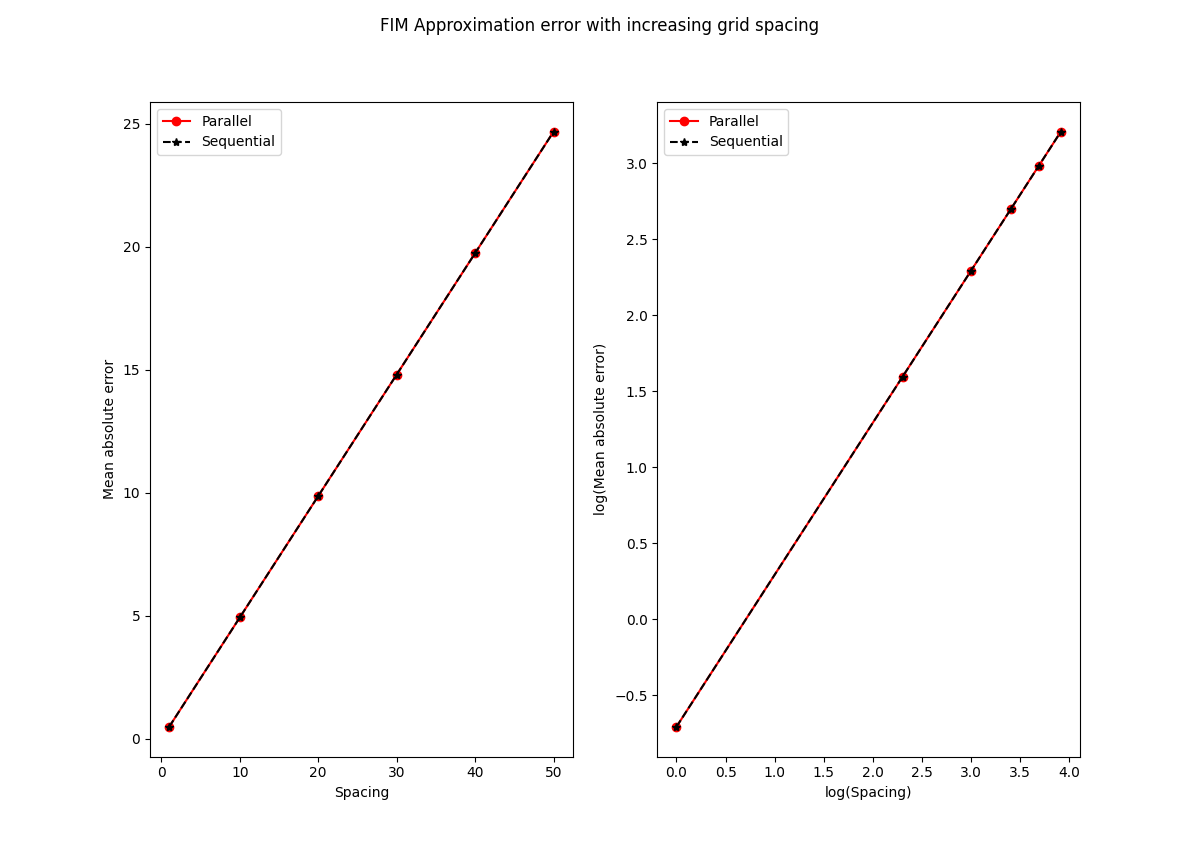 FIM Approximation error with increasing grid spacing
Parallel
Sequential
25
20
15
10
5
0
Mean absolute error
0 10 20 30 40 50
Spacing
Parallel
Sequential
3.0
2.5
2.0
1.5
1.0
0.5
0.0
−0.5
log(Mean absolute error)
0.0 0.5 1.0 1.5 2.0 2.5 3.0 3.5 4.0
log(Spacing)